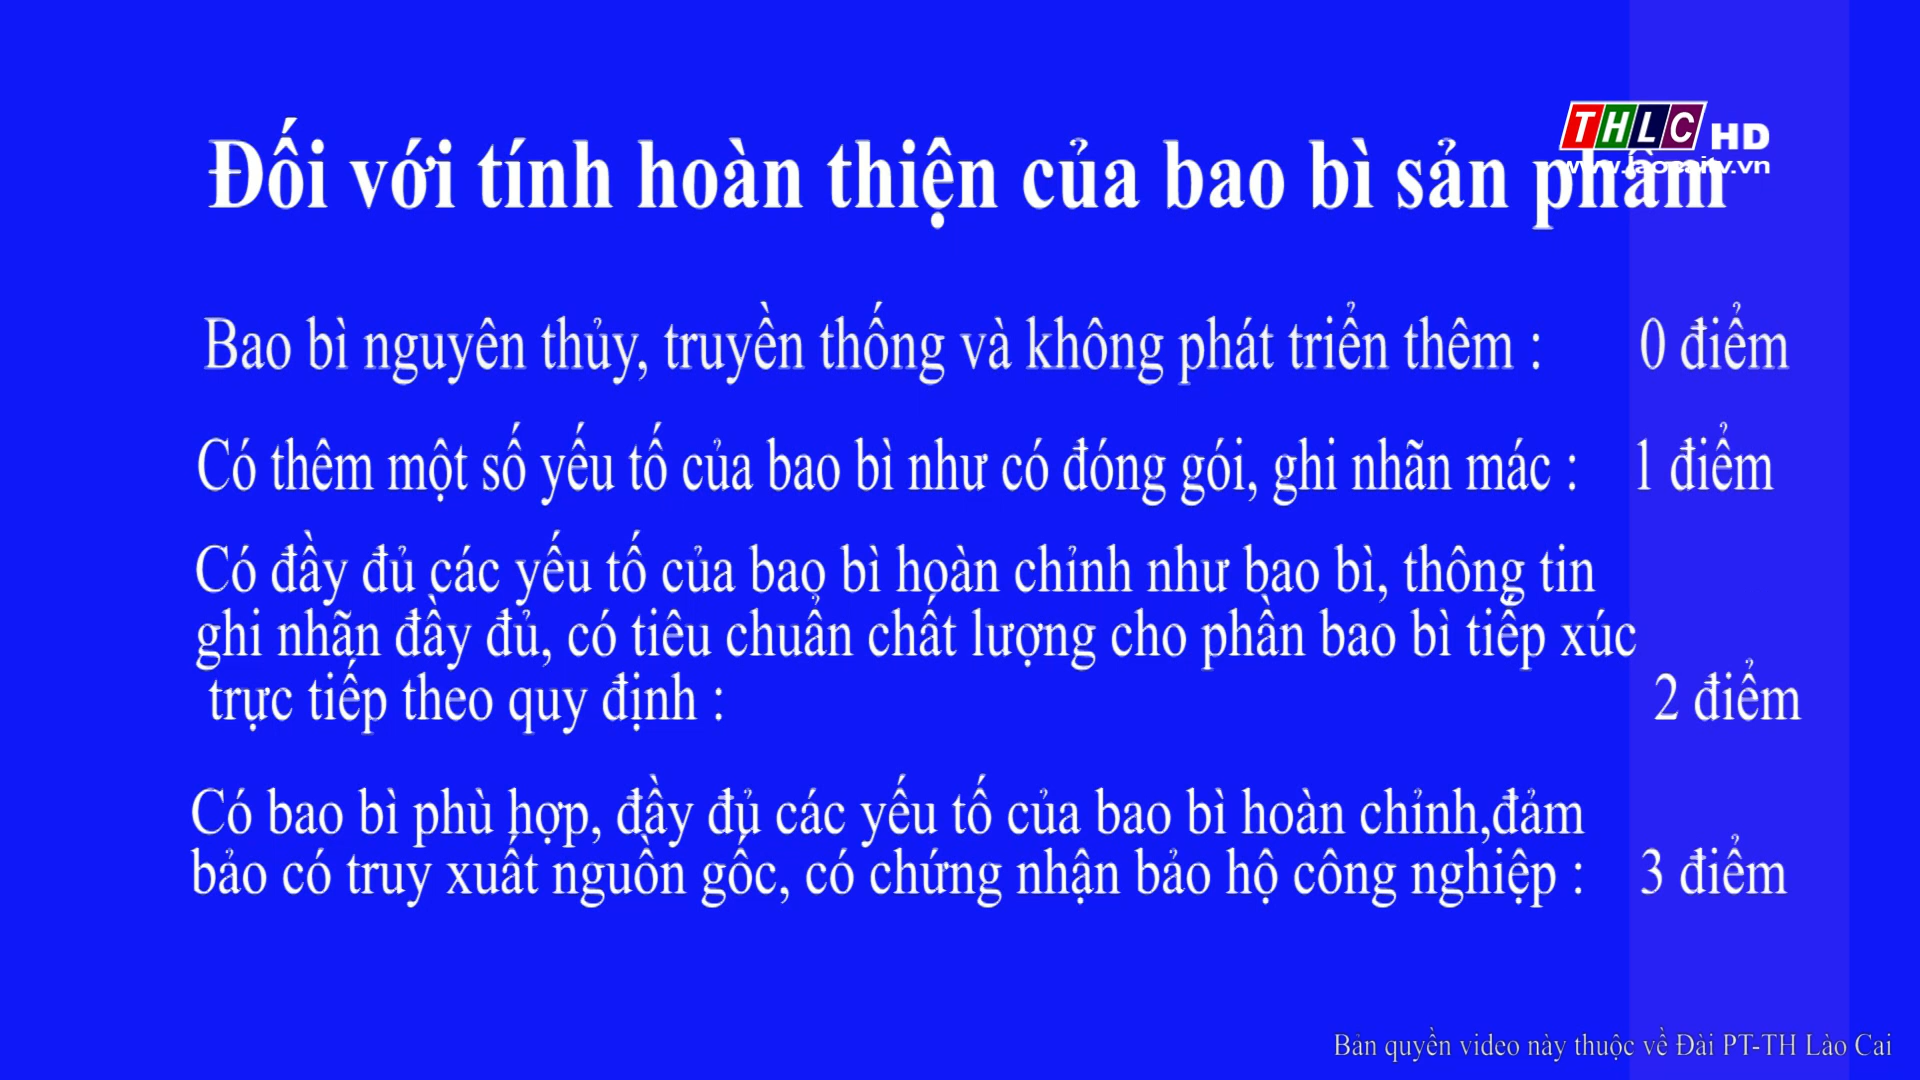 THLC HD
www.laocaitv.vn
Đối với tính hoàn thiện của bao bì sản phẩm
Bao bì nguyên thủy, truyền thống và không phát triển thêm : 0 điểm
Có thêm một số yếu tố của bao bì như có đóng gói, ghi nhãn mác : 1 điểm
Có đầy đủ các yếu tố của bao bì hoàn chỉnh như bao bì, thông tin
ghi nhãn đầy đủ, có tiêu chuẩn chất lượng cho phần bao bì tiếp xúc
trực tiếp theo quy định : 2 điểm
Có bao bì phù hợp, đầy đủ các yếu tố của bao bì hoàn chỉnh,đảm
bảo có truy xuất nguồn gốc, có chứng nhận bảo hộ công nghiệp : 3 điểm
Bản quyền video này thuộc về Đài PT-TH Lào Cai